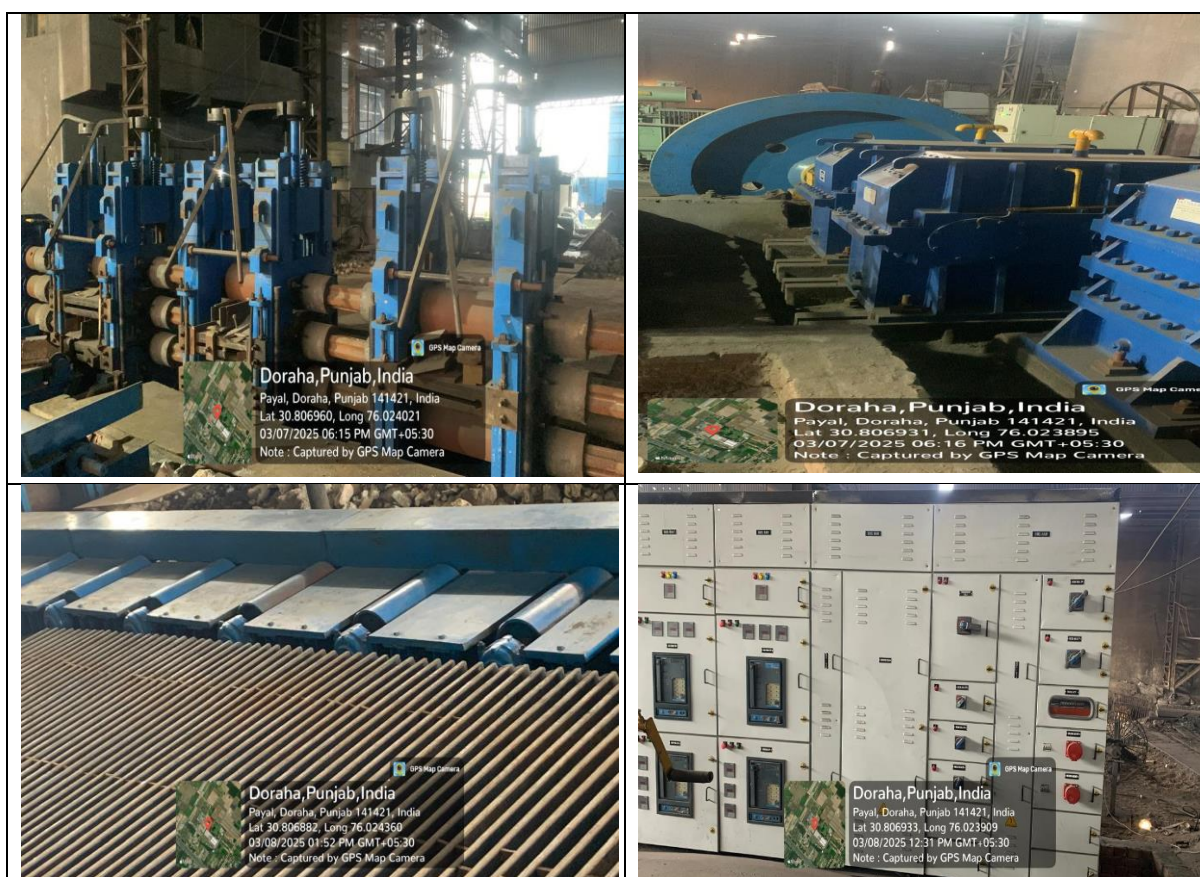 GPS Map Camera
Doraha,Punjab,India
Payal, Doraha, Punjab 141421, India
Lat 30.806960, Long 76.024021
03/07/2025 06:15 PM GMT+05:30
Note : Captured by GPS Map Camera
GPS Map Came
Doraha,Punjab,India
Payal, Doraha, Punjab 141421, India
Lat 30.806931, Long 76.023895
03/07/2025 06:16 PM GMT+05:30
Note : Captured by GPS Map Camera
GPS Map Camera
Doraha,Punjab,India
Payal, Doraha, Punjab 141421, India
Lat 30.806882, Long 76.024360
03/08/2025 01:52 PM GMT+05:30
Note : Captured by GPS Map Camera
GPS Map Camera
Doraha,Punjab,India
Payal, Doraha, Punjab 141421, India
Lat 30.806933, Long 76.023909
03/08/2025 12:31 PM GMT+05:30
Note : Captured by GPS Map Camera